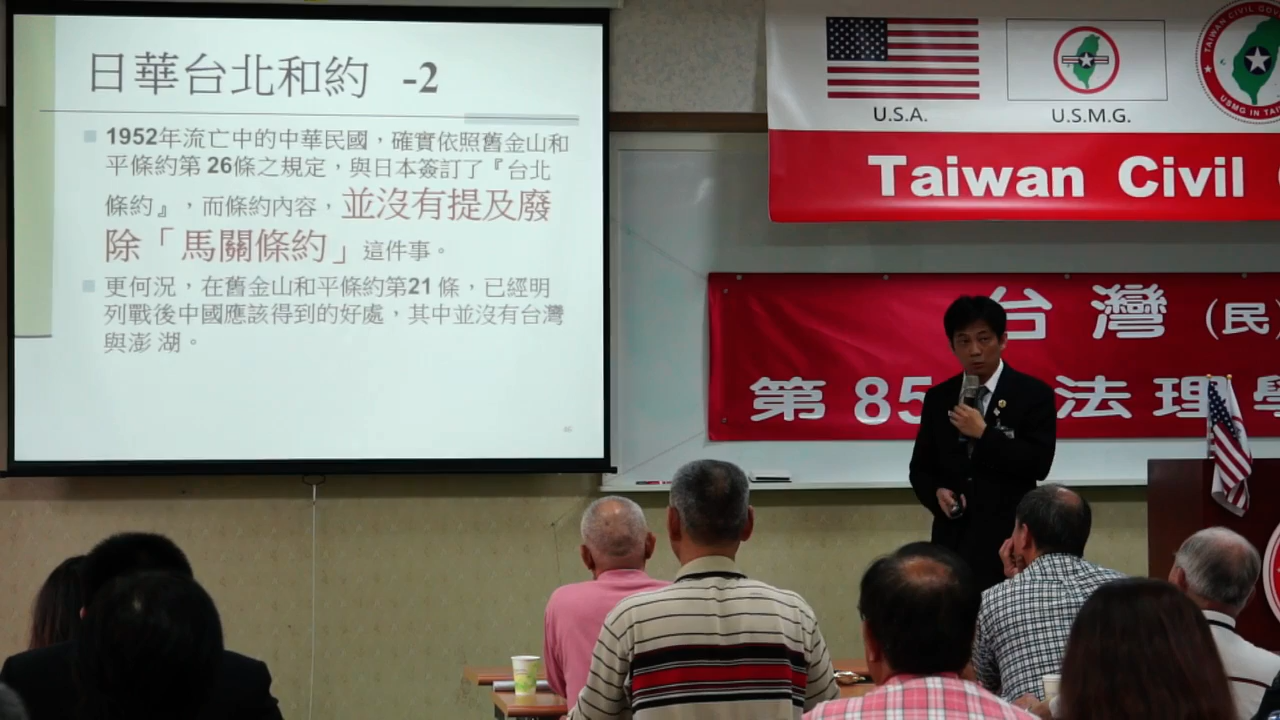 日華台北和約 -2
1952年流亡中的中華民國，確實依照舊金山和
平條約第 26條之規定，與日本簽訂了『台北
條約』，而條約內容，並沒有提及廢
除「馬關條約」這件事。
更何況，在舊金山和平條約第21 條，已經明
列戰後中國應該得到的好處，其中並沒有台灣
與澎 湖。
U.S.A.
U.S.M.G.
TAIWAN CIVIL GOV
USMG IN TAI
Taiwan Civil
台灣（民
第 85 法理學